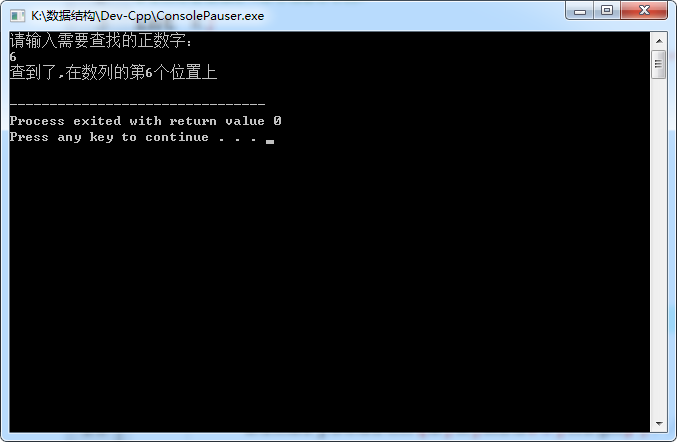 K:\数据结构\Dev-Cpp\ConsolePauser.exe
请输入需要查找的正数字:
6
查到了,在数列的第6个位置上
--------------------------------
Process exited with return value 0
Press any key to continue . . .